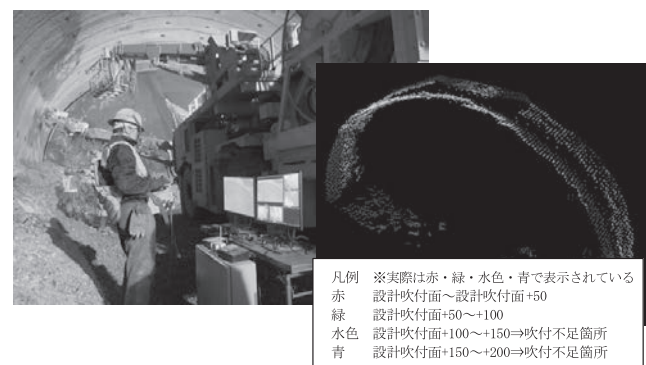 凡例　※実際は赤・緑・水色・青で表示されている
赤　設計吹付面～設計吹付面+50
緑　設計吹付面+50～+100
水色　設計吹付面+100～+150⇒吹付不足箇所
青　設計吹付面+150～+200⇒吹付不足箇所